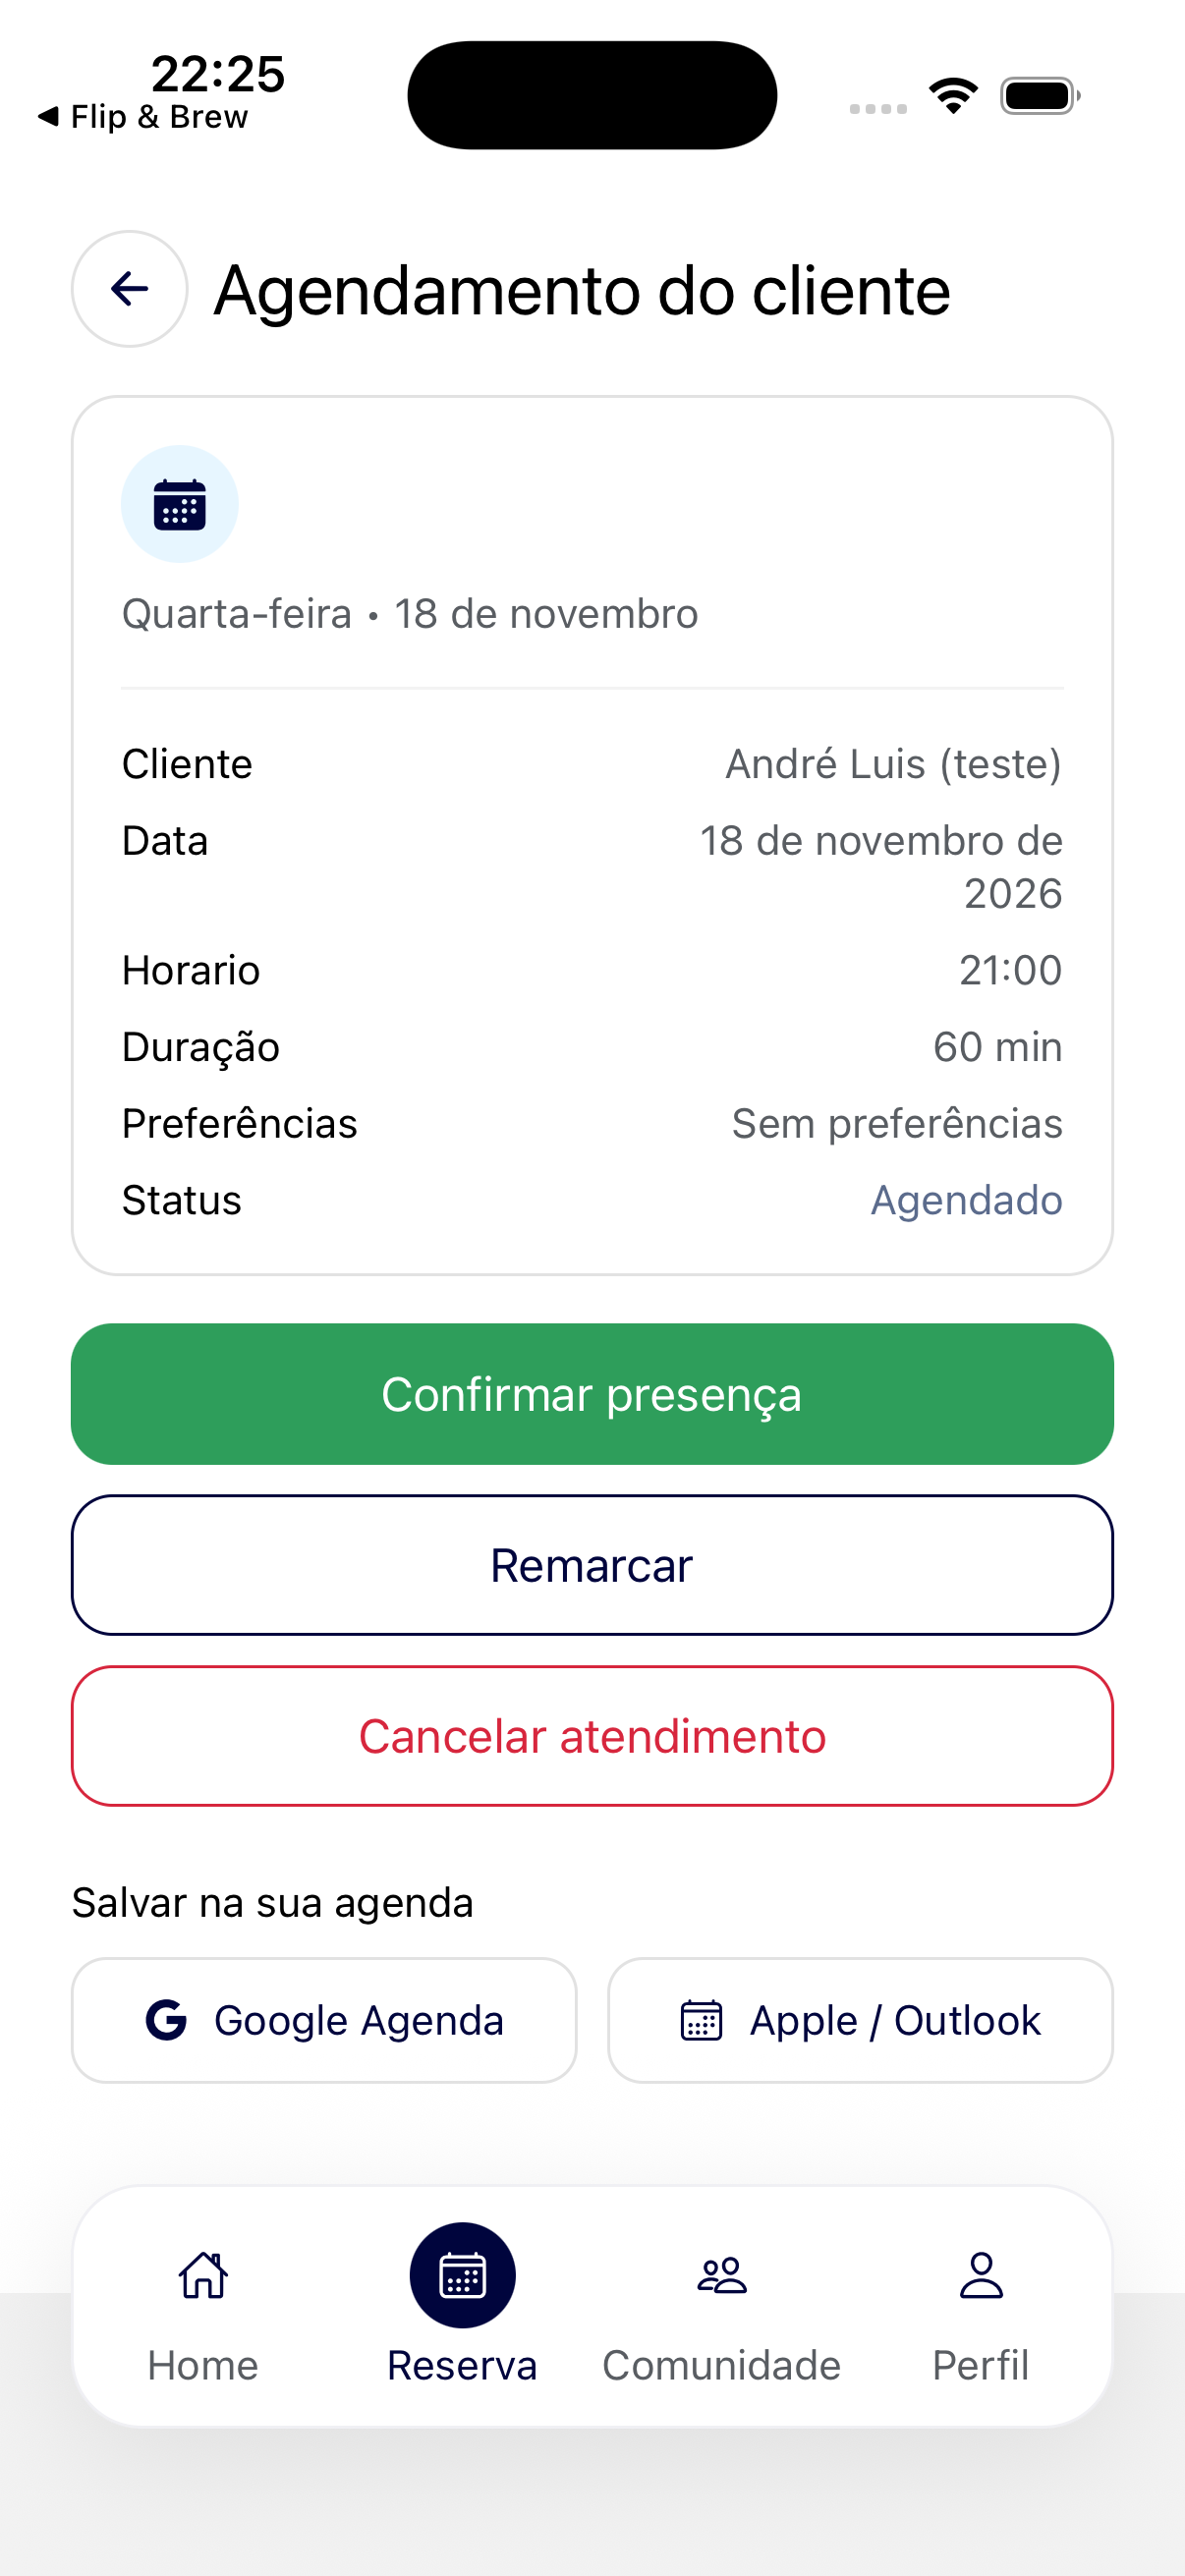 22:25
◀ Flip & Brew
Agendamento do cliente
Quarta-feira • 18 de novembro
Cliente André Luis (teste)
Data 18 de novembro de
2026
Horario 21:00
Duração 60 min
Preferências Sem preferências
Status Agendado
Confirmar presença
Remarcar
Cancelar atendimento
Salvar na sua agenda
Google Agenda Apple / Outlook
Home Reserva Comunidade Perfil